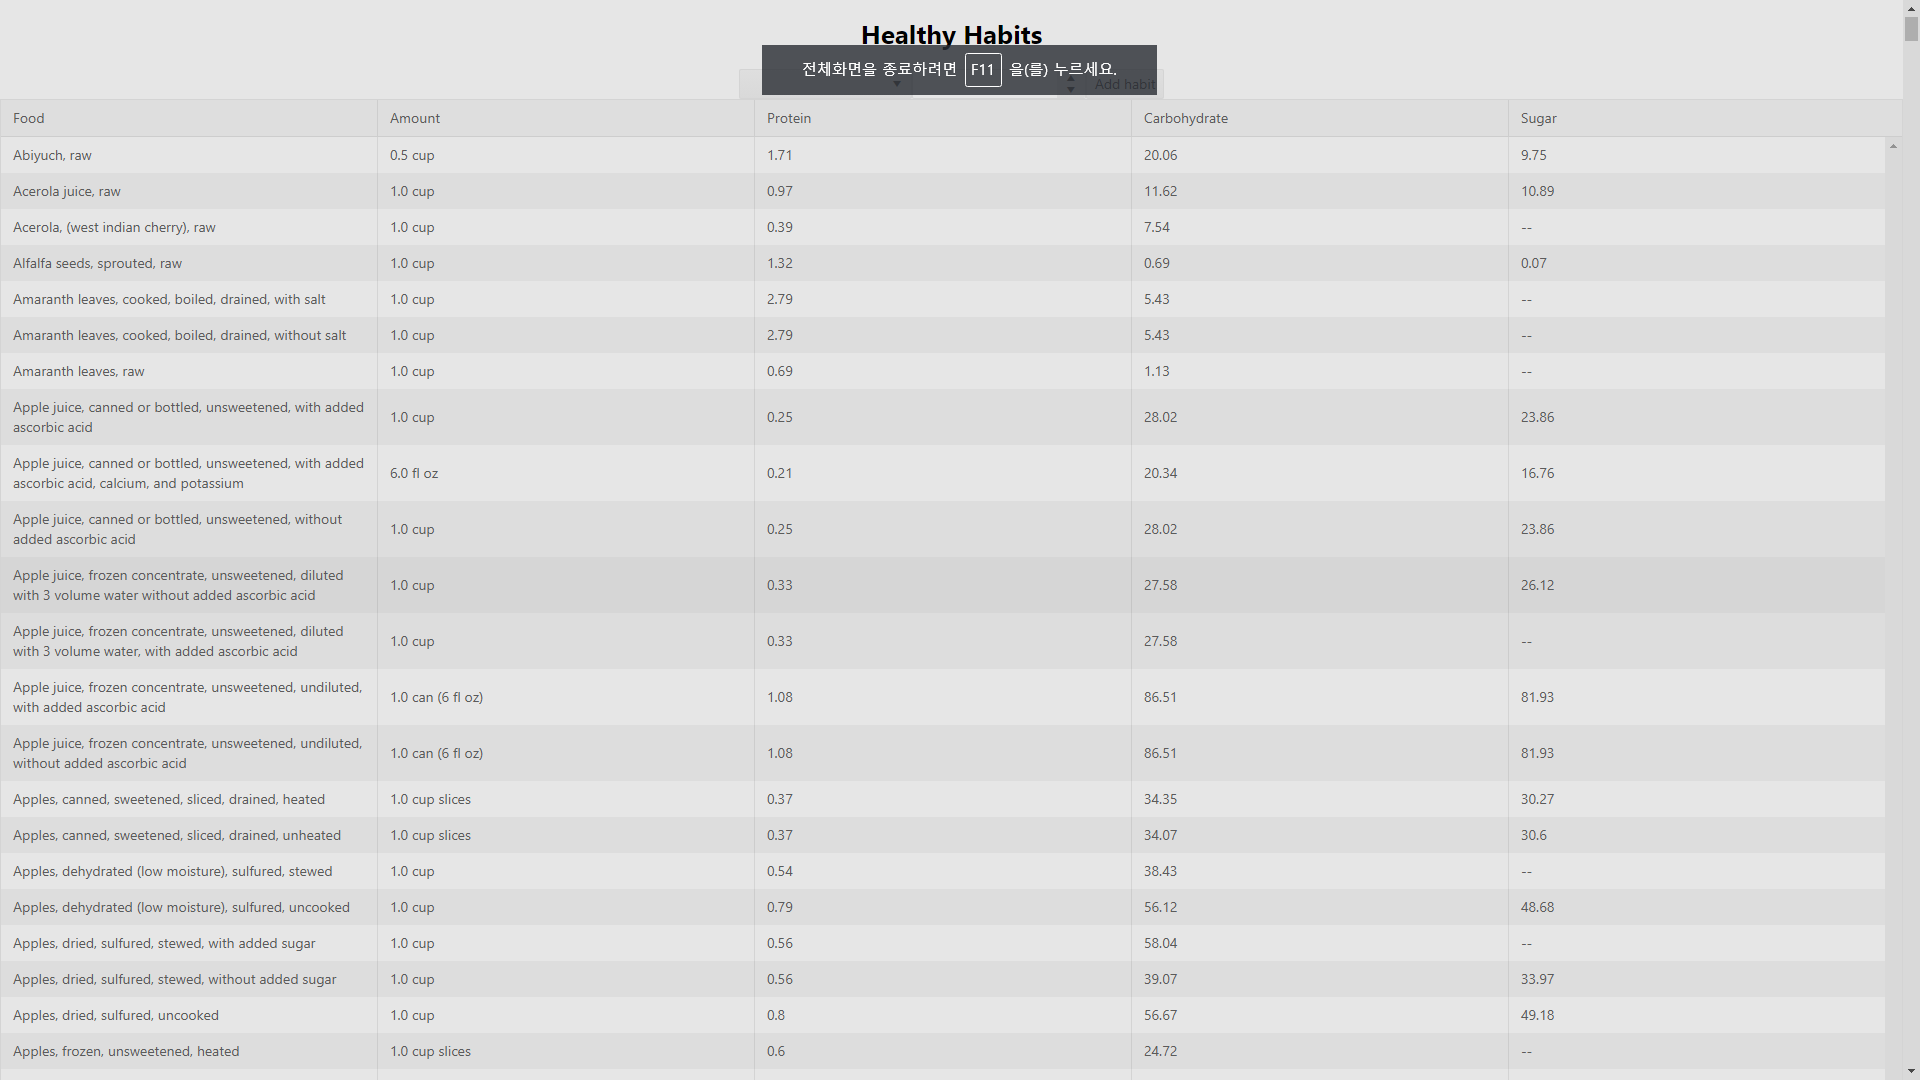 Healthy Habits
전체화면을 종료하려면 F11 을(를) 누르세요.
Add habit
Food Amount Protein Carbohydrate Sugar
Abiyuch, raw 0.5 cup 1.71 20.06 9.75
Acerola juice, raw 1.0 cup 0.97 11.62 10.89
Acerola, (west indian cherry), raw 1.0 cup 0.39 7.54 --
Alfalfa seeds, sprouted, raw 1.0 cup 1.32 0.69 0.07
Amaranth leaves, cooked, boiled, drained, with salt 1.0 cup 2.79 5.43 --
Amaranth leaves, cooked, boiled, drained, without salt 1.0 cup 2.79 5.43 --
Amaranth leaves, raw 1.0 cup 0.69 1.13 --
Apple juice, canned or bottled, unsweetened, with added
ascorbic acid 1.0 cup 0.25 28.02 23.86
Apple juice, canned or bottled, unsweetened, with added
ascorbic acid, calcium, and potassium 6.0 fl oz 0.21 20.34 16.76
Apple juice, canned or bottled, unsweetened, without
added ascorbic acid 1.0 cup 0.25 28.02 23.86
Apple juice, frozen concentrate, unsweetened, diluted
with 3 volume water without added ascorbic acid 1.0 cup 0.33 27.58 26.12
Apple juice, frozen concentrate, unsweetened, diluted
with 3 volume water, with added ascorbic acid 1.0 cup 0.33 27.58 --
Apple juice, frozen concentrate, unsweetened, undiluted,
with added ascorbic acid 1.0 can (6 fl oz) 1.08 86.51 81.93
Apple juice, frozen concentrate, unsweetened, undiluted,
without added ascorbic acid 1.0 can (6 fl oz) 1.08 86.51 81.93
Apples, canned, sweetened, sliced, drained, heated 1.0 cup slices 0.37 34.35 30.27
Apples, canned, sweetened, sliced, drained, unheated 1.0 cup slices 0.37 34.07 30.6
Apples, dehydrated (low moisture), sulfured, stewed 1.0 cup 0.54 38.43 --
Apples, dehydrated (low moisture), sulfured, uncooked 1.0 cup 0.79 56.12 48.68
Apples, dried, sulfured, stewed, with added sugar 1.0 cup 0.56 58.04 --
Apples, dried, sulfured, stewed, without added sugar 1.0 cup 0.56 39.07 33.97
Apples, dried, sulfured, uncooked 1.0 cup 0.8 56.67 49.18
Apples, frozen, unsweetened, heated 1.0 cup slices 0.6 24.72 --